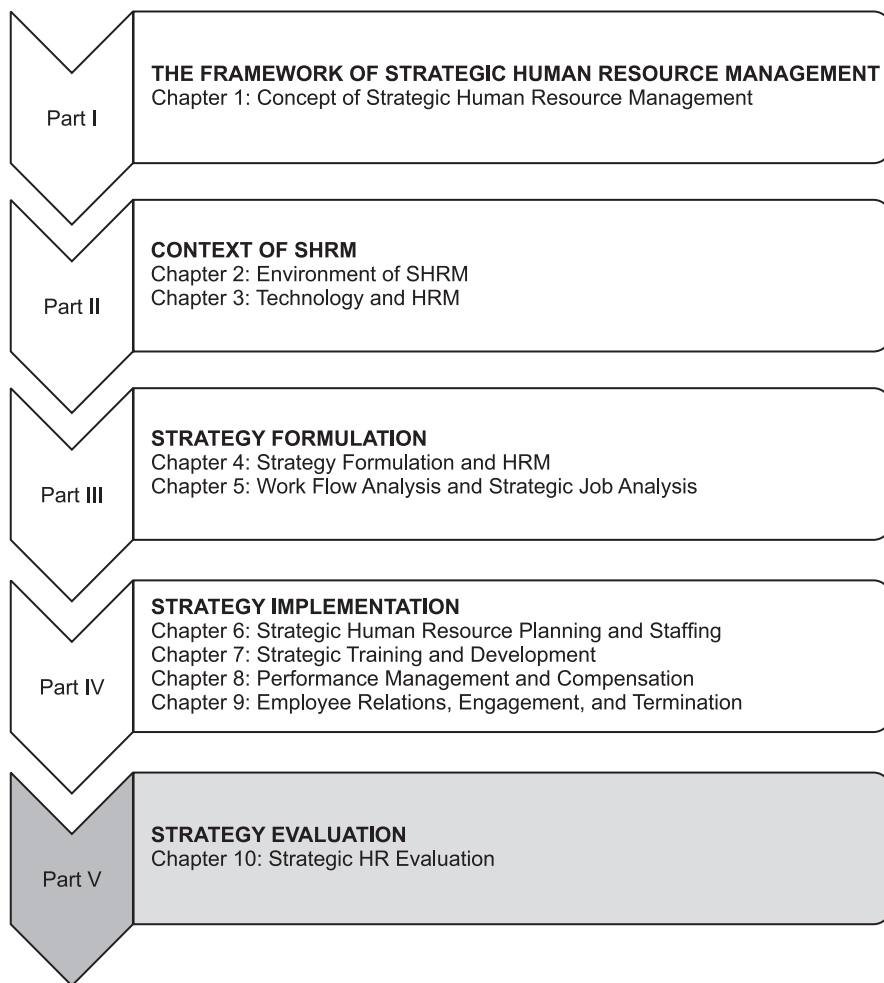 Part I
THE FRAMEWORK OF STRATEGIC HUMAN RESOURCE MANAGEMENT
Chapter 1: Concept of Strategic Human Resource Management
Part II
CONTEXT OF SHRM
Chapter 2: Environment of SHRM
Chapter 3: Technology and HRM
Part III
STRATEGY FORMULATION
Chapter 4: Strategy Formulation and HRM
Chapter 5: Work Flow Analysis and Strategic Job Analysis
Part IV
STRATEGY IMPLEMENTATION
Chapter 6: Strategic Human Resource Planning and Staffing
Chapter 7: Strategic Training and Development
Chapter 8: Performance Management and Compensation
Chapter 9: Employee Relations, Engagement, and Termination
Part V
STRATEGY EVALUATION
Chapter 10: Strategic HR Evaluation